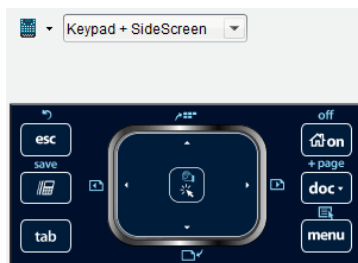 Keypad + SideScreen
off
esc
on
save
+ page
doc
tab
menu